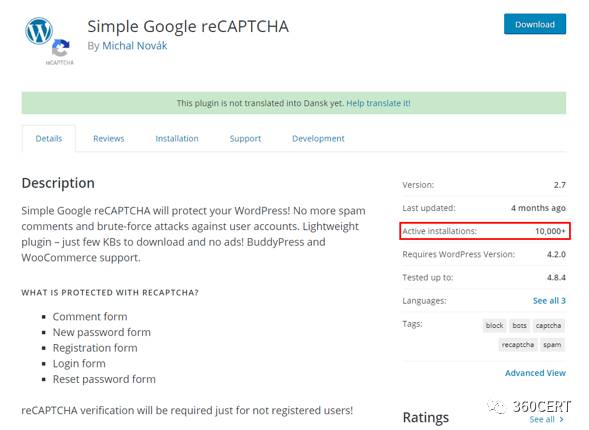 Simple Google reCAPTCHA
Download
By Michal Novák
reCAPTCHA
This plugin is not translated into Dansk yet. Help translate it!
Details
Reviews
Installation
Support
Development
Description
Simple Google reCAPTCHA will protect your WordPress! No more spam
comments and brute-force attacks against user accounts. Lightweight
plugin – just few KBs to download and no ads! BuddyPress and
WooCommerce support.
WHAT IS PROTECTED WITH RECAPTCHA?
Comment form
New password form
Registration form
Login form
Reset password form
reCAPTCHA verification will be required just for not registered users!
Version: 2.7
Last updated: 4 months ago
Active installations: 10,000+
Requires WordPress Version: 4.2.0
Tested up to: 4.8.4
Languages: See all 3
Tags: block bots captcha
recaptcha spam
Advanced View
Ratings
See all
360CERT